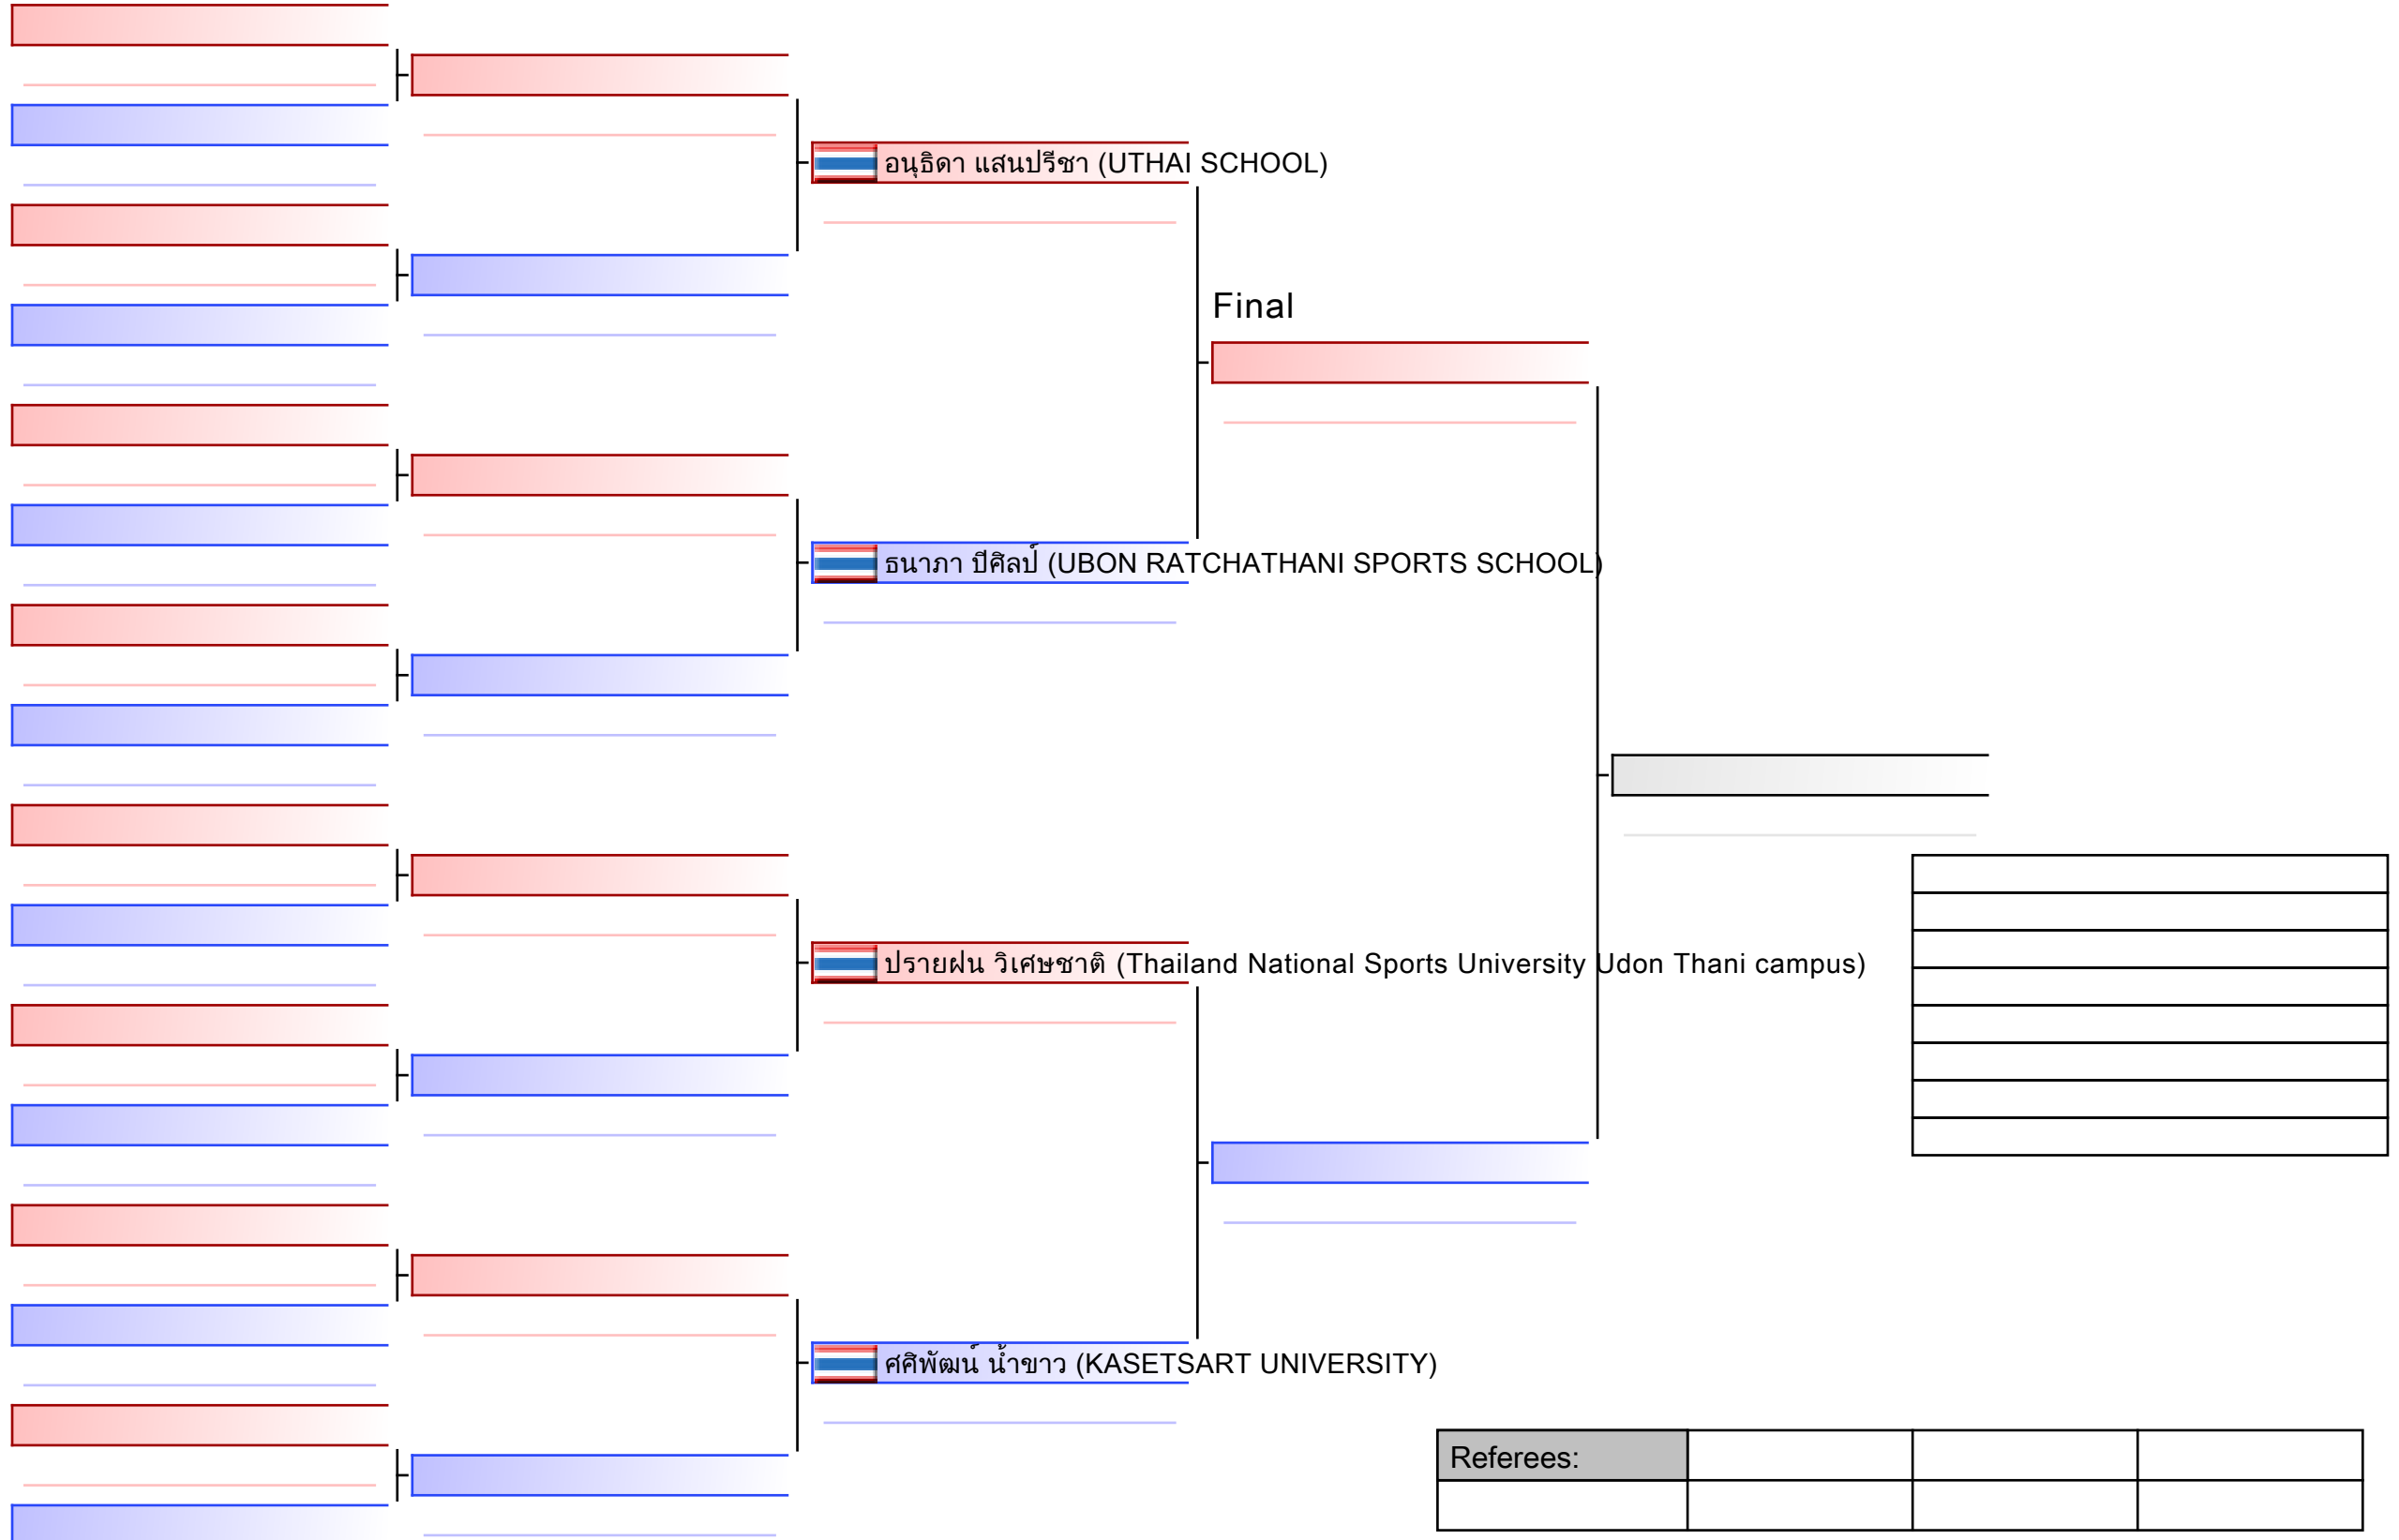 อนุธิดา แสนปรีชา (UTHAI SCHOOL)
Final
ธนาภา ปีศิลป์ (UBON RATCHATHANI SPORTS SCHOOL)
ปรายฝน วิเศษชาติ (Thailand National Sports University Udon Thani campus)
ศศิพัฒน์ น้ำขาว (KASETSART UNIVERSITY)
Referees: